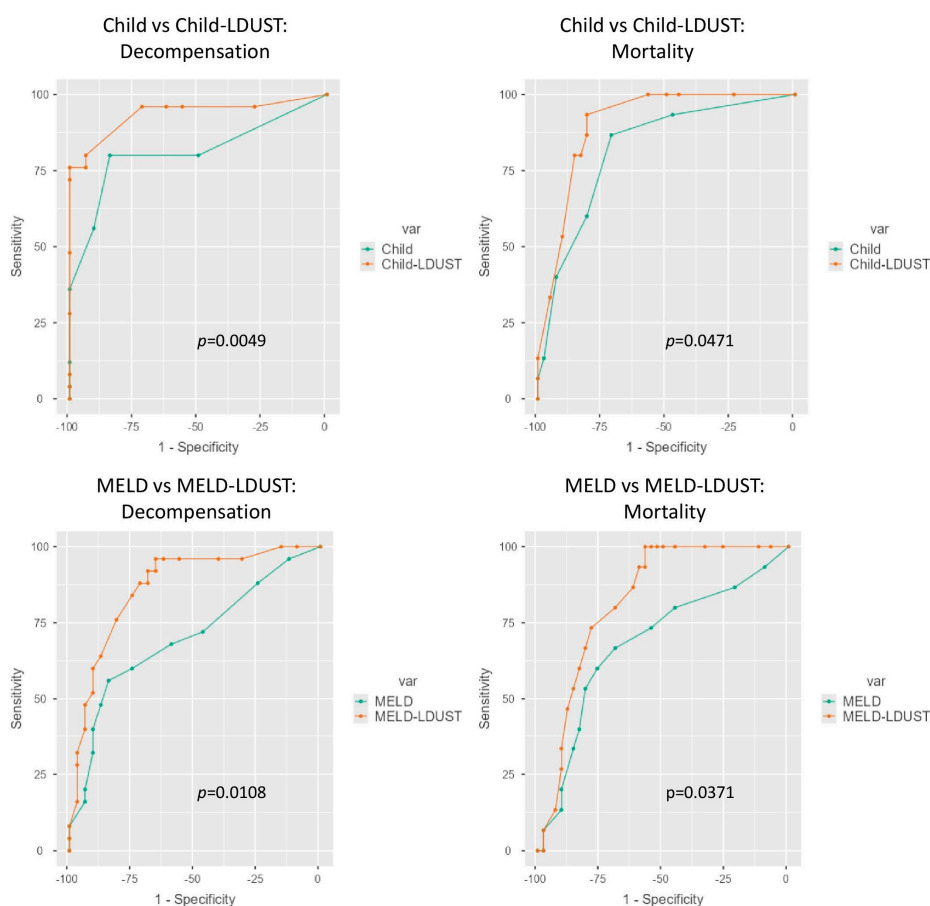 Child vs Child-LDUST:
Decompensation
100
75
50
25
0
-100
-75
-50
-25
0
Sensitivity
1 - Specificity
p=0.0049
var
Child
Child-LDUST
Child vs Child-LDUST:
Mortality
100
75
50
25
0
-100
-75
-50
-25
0
Sensitivity
1 - Specificity
p=0.0471
var
Child
Child-LDUST
MELD vs MELD-LDUST:
Decompensation
100
75
50
25
0
-100
-75
-50
-25
0
Sensitivity
1 - Specificity
p=0.0108
var
MELD
MELD-LDUST
MELD vs MELD-LDUST:
Mortality
100
75
50
25
0
-100
-75
-50
-25
0
Sensitivity
1 - Specificity
p=0.0371
var
MELD
MELD-LDUST